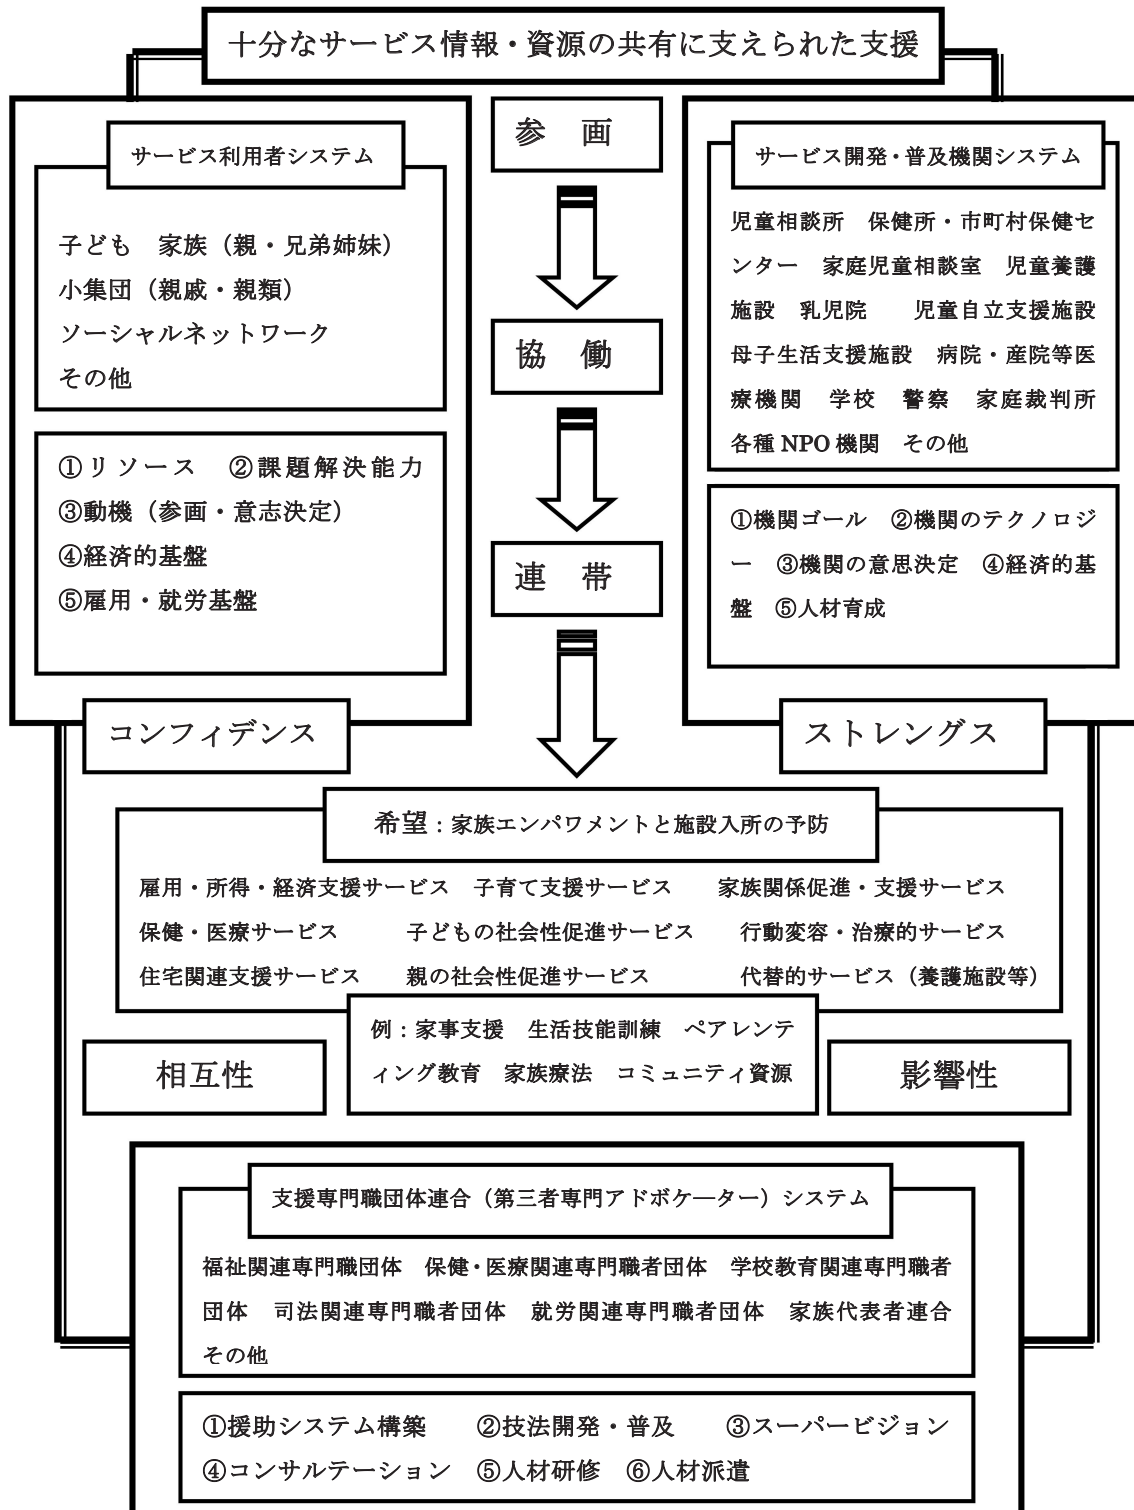 十分なサービス情報・資源の共有に支えられた支援
サービス利用者システム
子ども　家族（親・兄弟姉妹）
小集団（親戚・親類）
ソーシャルネットワーク
その他
①リソース　②課題解決能力
③動機（参画・意志決定）
④経済的基盤
⑤雇用・就労基盤
コンフィデンス
参　画
協　働
連　帯
サービス開発・普及機関システム
児童相談所　保健所・市町村保健セ
ンター　家庭児童相談室　児童養護
施設　乳児院　　児童自立支援施設
母子生活支援施設　病院・産院等医
療機関　学校　警察　家庭裁判所
各種 NPO 機関　その他
①機関ゴール　②機関のテクノロジ
ー　③機関の意思決定　④経済的基
盤　⑤人材育成
ストレングス
希望：家族エンパワメントと施設入所の予防
雇用・所得・経済支援サービス　子育て支援サービス　　家族関係促進・支援サービス
保健・医療サービス　　　子どもの社会性促進サービス　　行動変容・治療的サービス
住宅関連支援サービス　　親の社会性促進サービス　　　　代替的サービス（養護施設等）
例：家事支援　生活技能訓練　ペアレンテ
ィング教育　家族療法　コミュニティ資源
相互性
影響性
支援専門職団体連合（第三者専門アドボケ―ター）システム
福祉関連専門職団体　保健・医療関連専門職者団体　学校教育関連専門職者
団体　司法関連専門職者団体　就労関連専門職者団体　家族代表者連合
その他
①援助システム構築　　②技法開発・普及　　③スーパービジョン
④コンサルテーション　⑤人材研修　⑥人材派遣